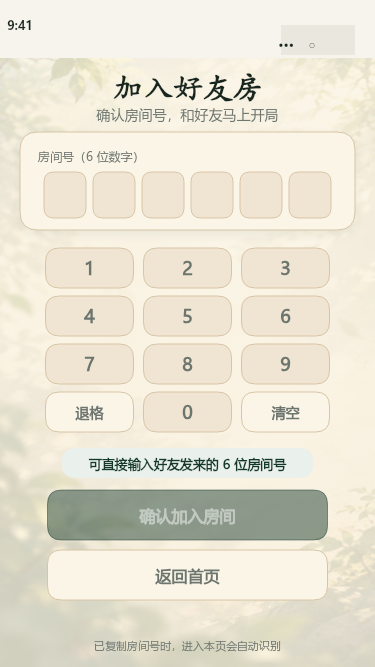 9:41
加入好友房
确认房间号，和好友马上开局
房间号（6 位数字）
1 2 3
4 5 6
7 8 9
退格 0 清空
可直接输入好友发来的 6 位房间号
确认加入房间
返回首页
已复制房间号时，进入本页会自动识别